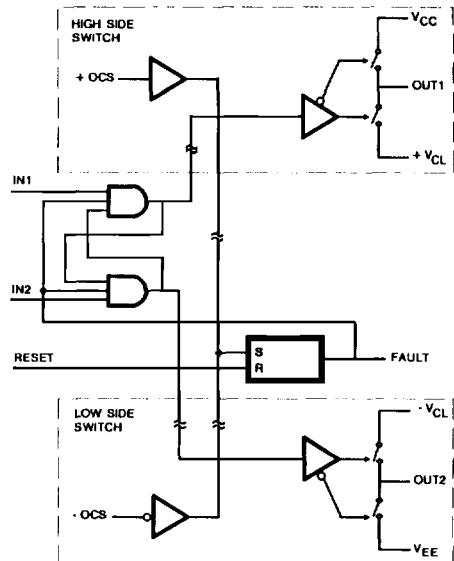 HIGH SIDE
SWITCH
VCC
+ OCS
OUT1
+ VCL
IN1
IN2
RESET
S
R
FAULT
LOW SIDE
SWITCH
- VCL
OUT2
- OCS
VEE